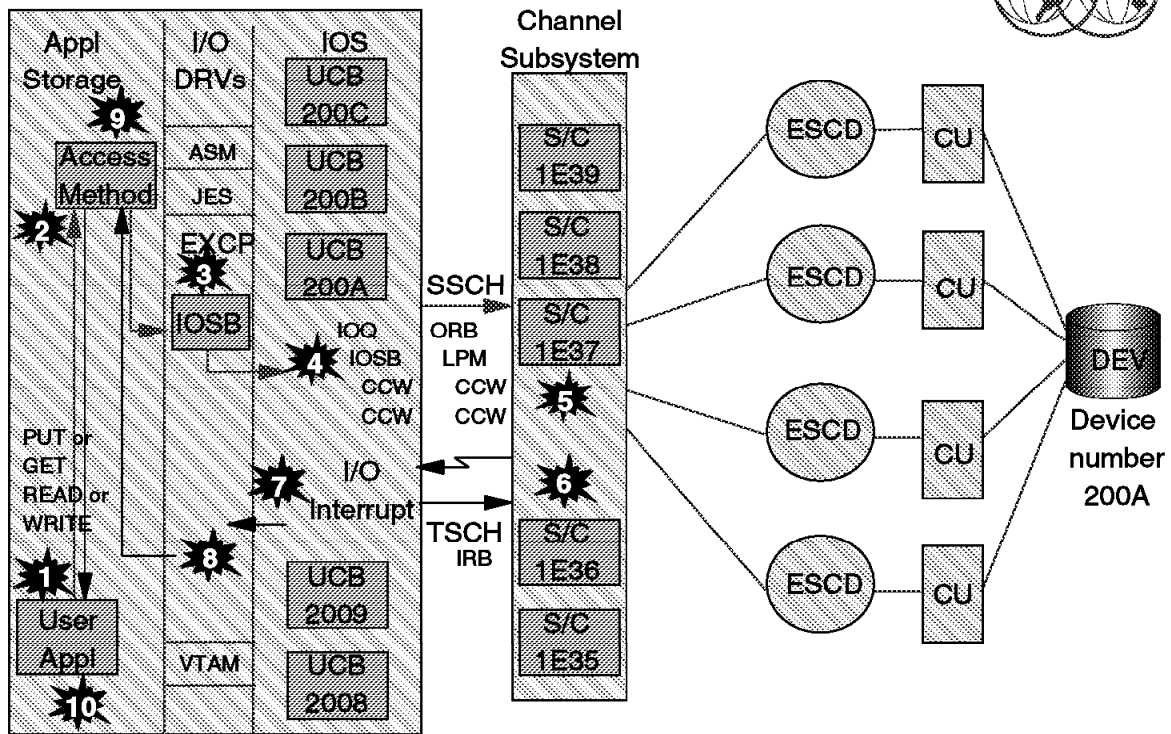 Appl
Storage
I/O
DRVs
IOS
Channel
Subsystem
UCB
200C
9
Access
Method
ASM
JES
UCB
200B
S/C
1E39
2
EXCP
3
IOSB
UCB
200A
S/C
1E38
SSCH
IOQ
IOSB
CCW
CCW
4
ORB
LPM
CCW
CCW
S/C
1E37
5
PUT or
GET
READ or
WRITE
7
I/O
Interrupt
6
TSCH
IRB
8
S/C
1E36
1
User
Appl
10
UCB
2009
S/C
1E35
VTAM
UCB
2008
ESCD
CU
ESCD
CU
ESCD
CU
ESCD
CU
DEV
Device
number
200A